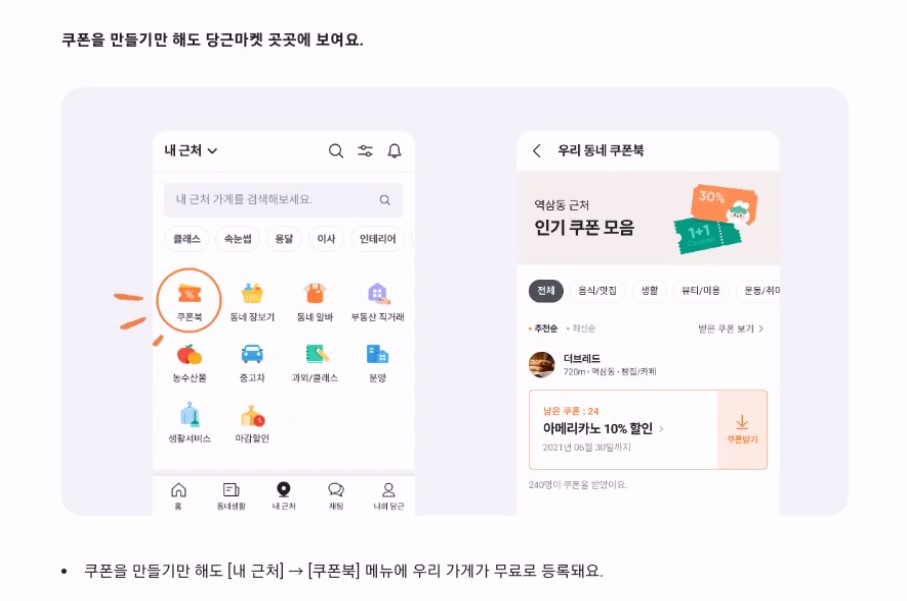 쿠폰을 만들기만 해도 당근마켓 곳곳에 보여요.
내 근처
내 근처 가게를 검색해보세요.
클래스 속눈썹 용달 이사 인테리어
쿠폰북 동네 장보기 동네 알바 부동산 직거래
농수산물 중고차 과외/클래스 분양
생활서비스 마감할인
홈 동네생활 내 근처 채팅 나의 당근
우리 동네 쿠폰북
역삼동 근처
인기 쿠폰 모음
30%
1+1
전체 음식/맛집 생활 뷰티/미용 운동/취미
• 추천순 • 최신순 받은 쿠폰 보기 >
더브레드
720m • 역삼동 • 빵집/카페
남은 쿠폰 : 24
아메리카노 10% 할인 >
2021년 06월 30일까지
쿠폰받기
240명이 쿠폰을 받았어요.
• 쿠폰을 만들기만 해도 [내 근처] → [쿠폰북] 메뉴에 우리 가게가 무료로 등록돼요.